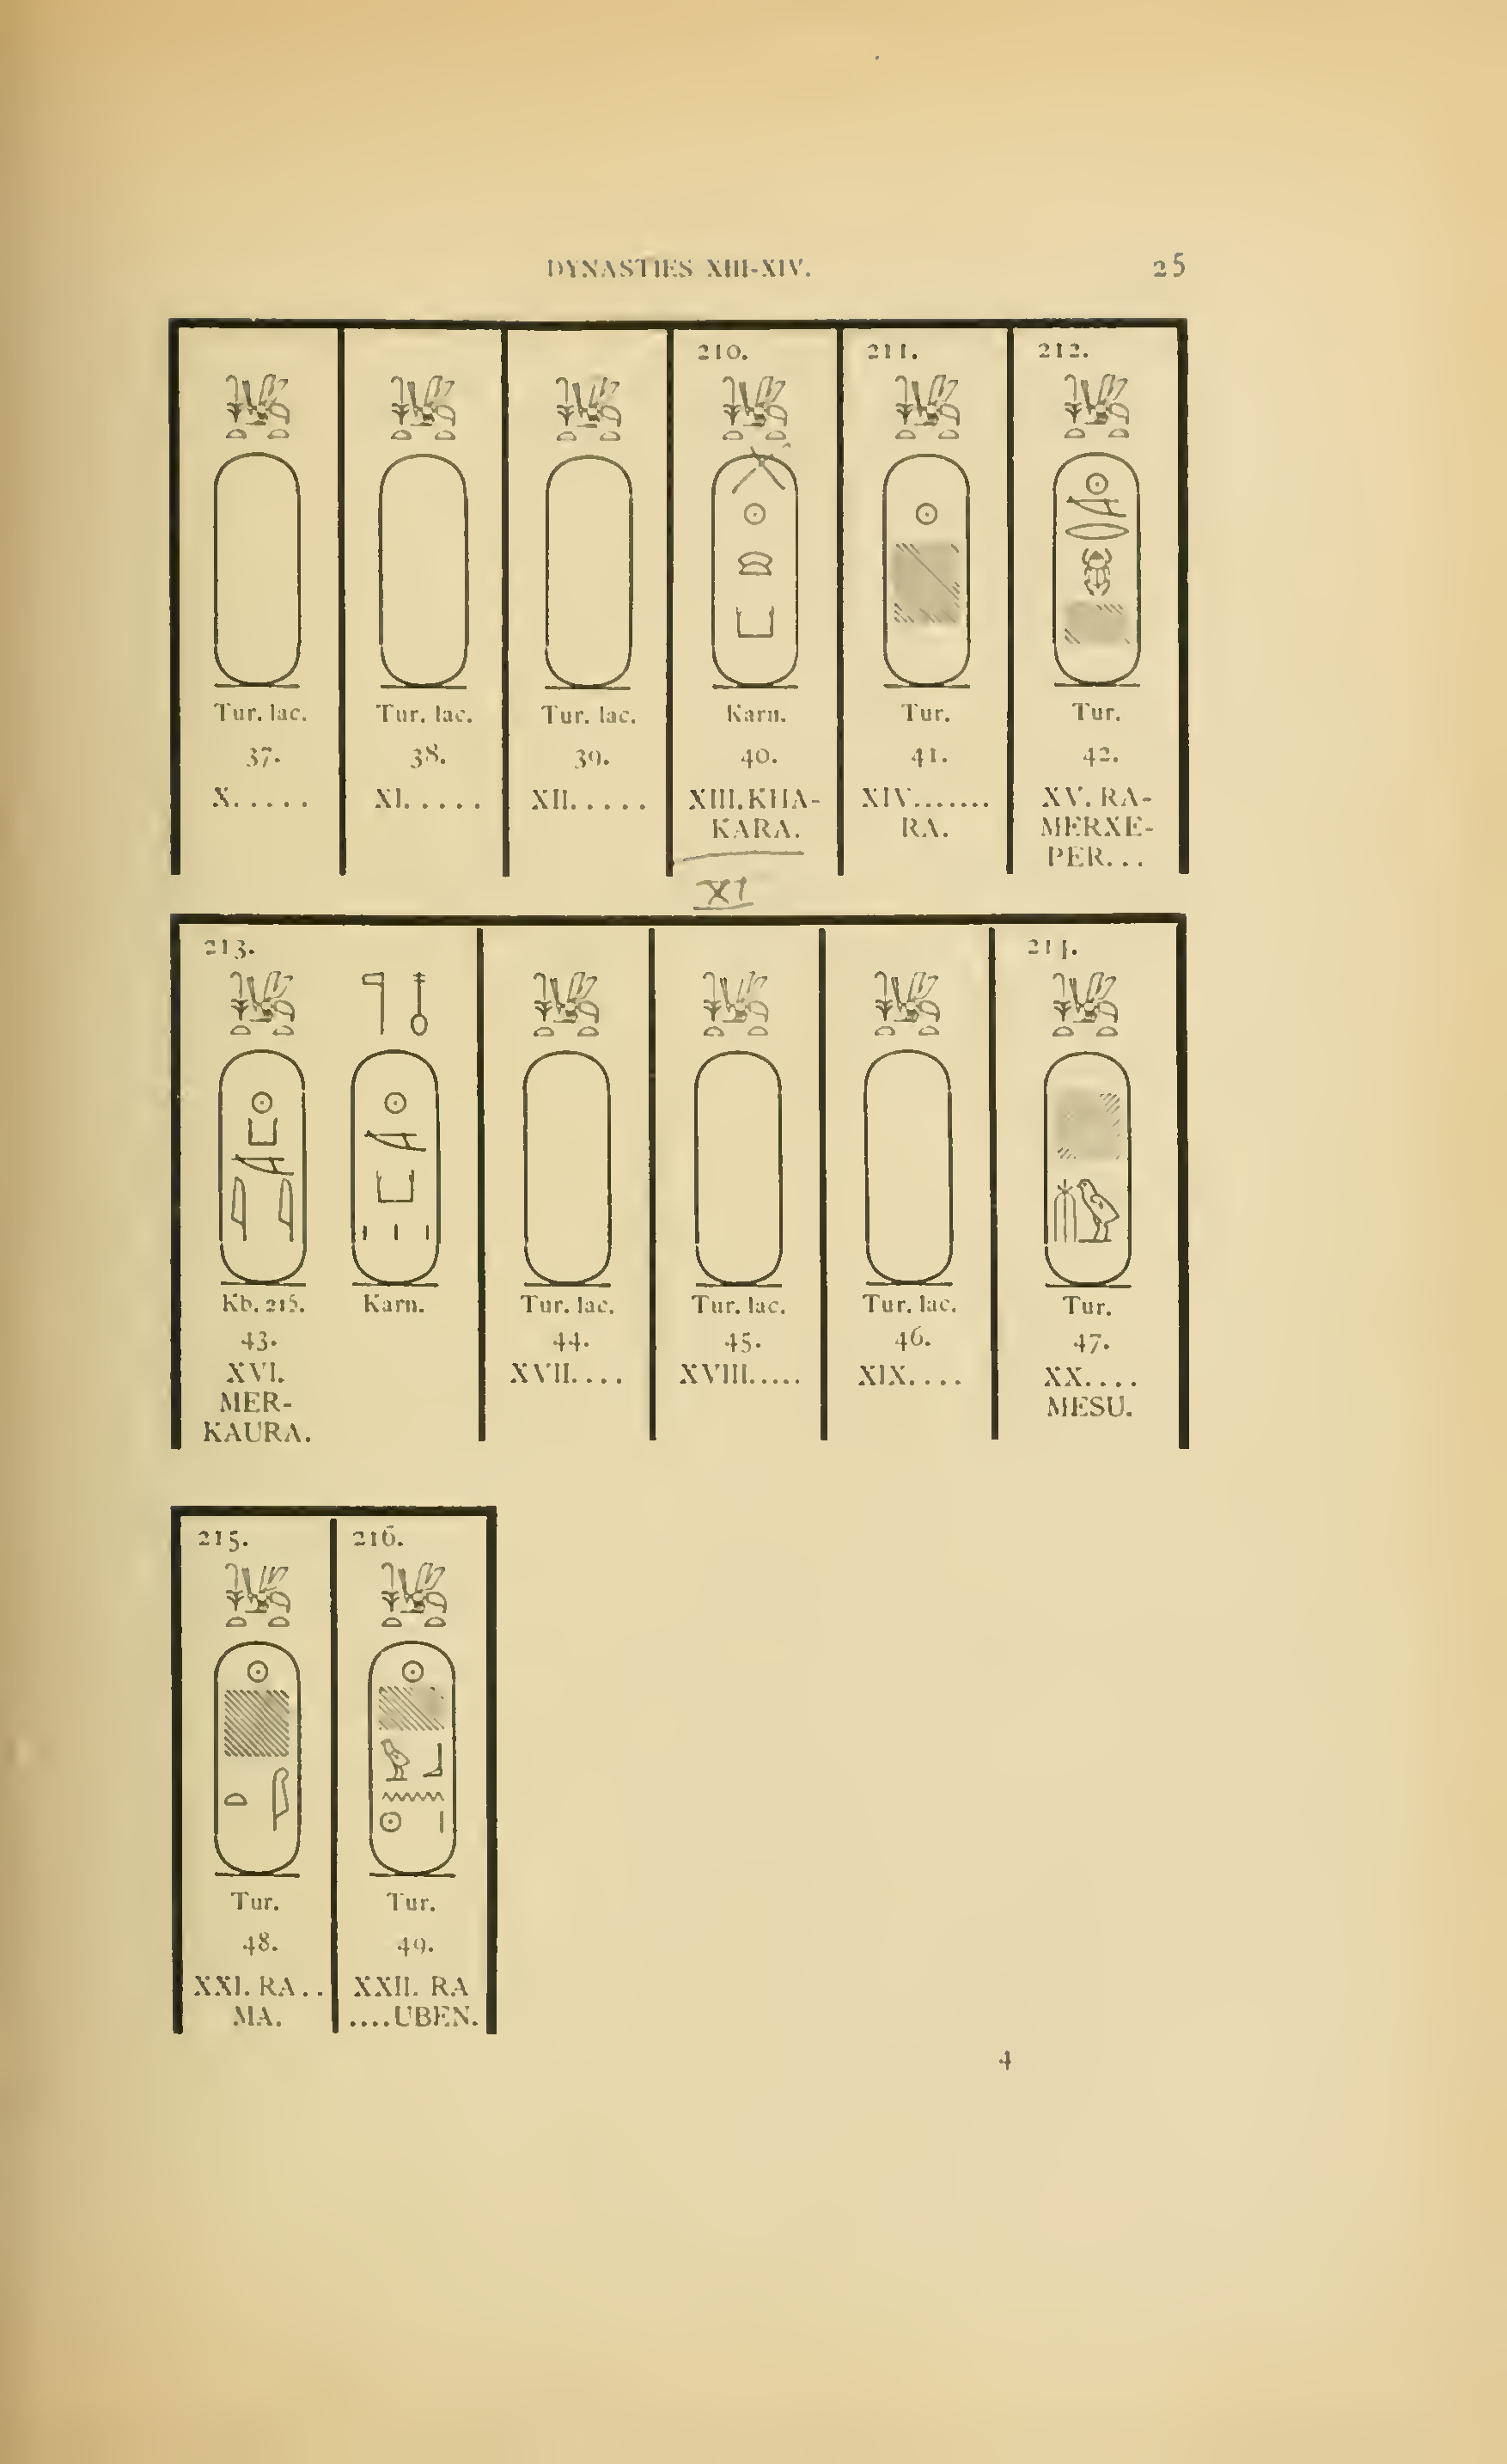 DYNASTIES XIII-XIV. 25
210. 211. 212.
Tur. lac. Tur. lac. Tur. lac. Karn. Tur. Tur.
37. 38. 39. 40. 41. 42.
X..... XI..... XII..... XIII. KHA- XIV....... XV. RA-
KARA. RA. MERXE-
PER...
XI
213. 214.
Kb. 215. Karn. Tur. lac. Tur. lac. Tur. lac. Tur.
43. 44. 45. 46. 47.
XVI. XVII.... XVIII..... XIX.... XX....
MER- MESU.
KAURA.
215. 216.
Tur. Tur.
48. 49.
XXI. RA.. XXII. RA
MA. ....UBEN.
4